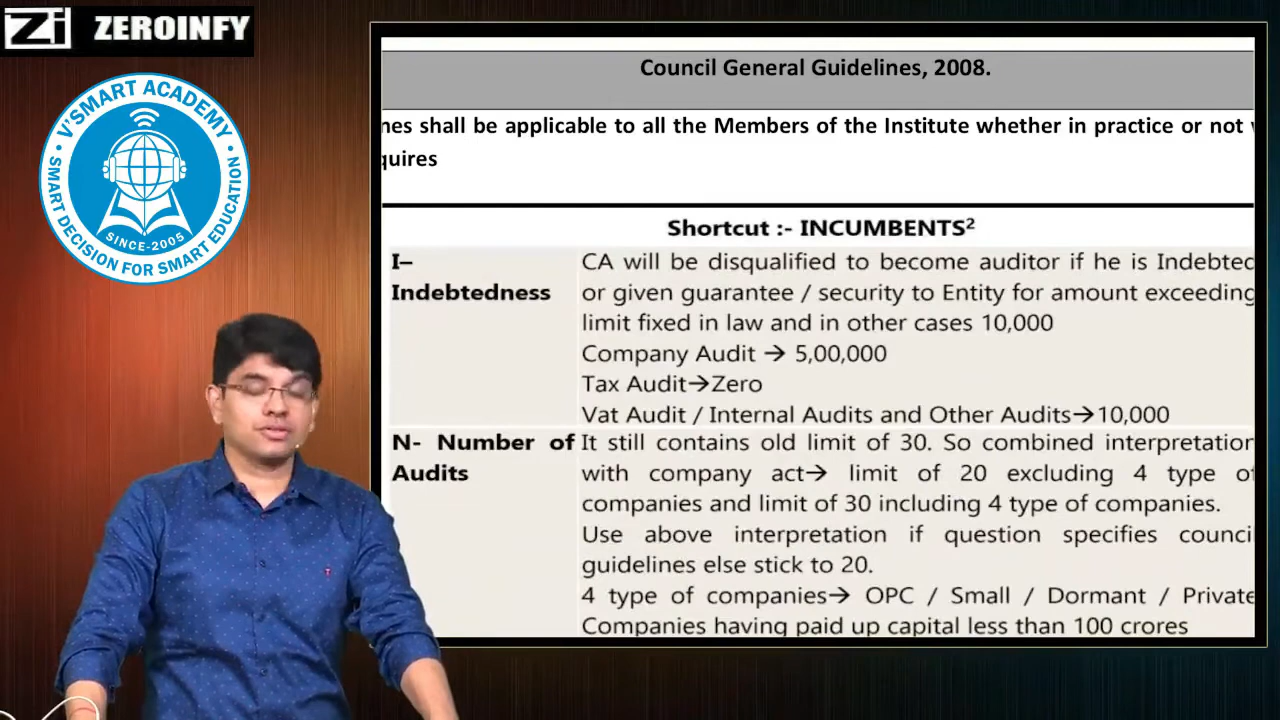 Zi ZEROINFY
V'SMART ACADEMY
SMART DECISION FOR SMART EDUCATION
SINCE-2005
Council General Guidelines, 2008.
nes shall be applicable to all the Members of the Institute whether in practice or not
quires
Shortcut :- INCUMBENTS²
I–
Indebtedness
CA will be disqualified to become auditor if he is Indebted
or given guarantee / security to Entity for amount exceeding
limit fixed in law and in other cases 10,000
Company Audit → 5,00,000
Tax Audit→Zero
Vat Audit / Internal Audits and Other Audits→10,000
N- Number of
Audits
It still contains old limit of 30. So combined interpretation
with company act→ limit of 20 excluding 4 type of
companies and limit of 30 including 4 type of companies.
Use above interpretation if question specifies counci
guidelines else stick to 20.
4 type of companies→ OPC / Small / Dormant / Private
Companies having paid up capital less than 100 crores